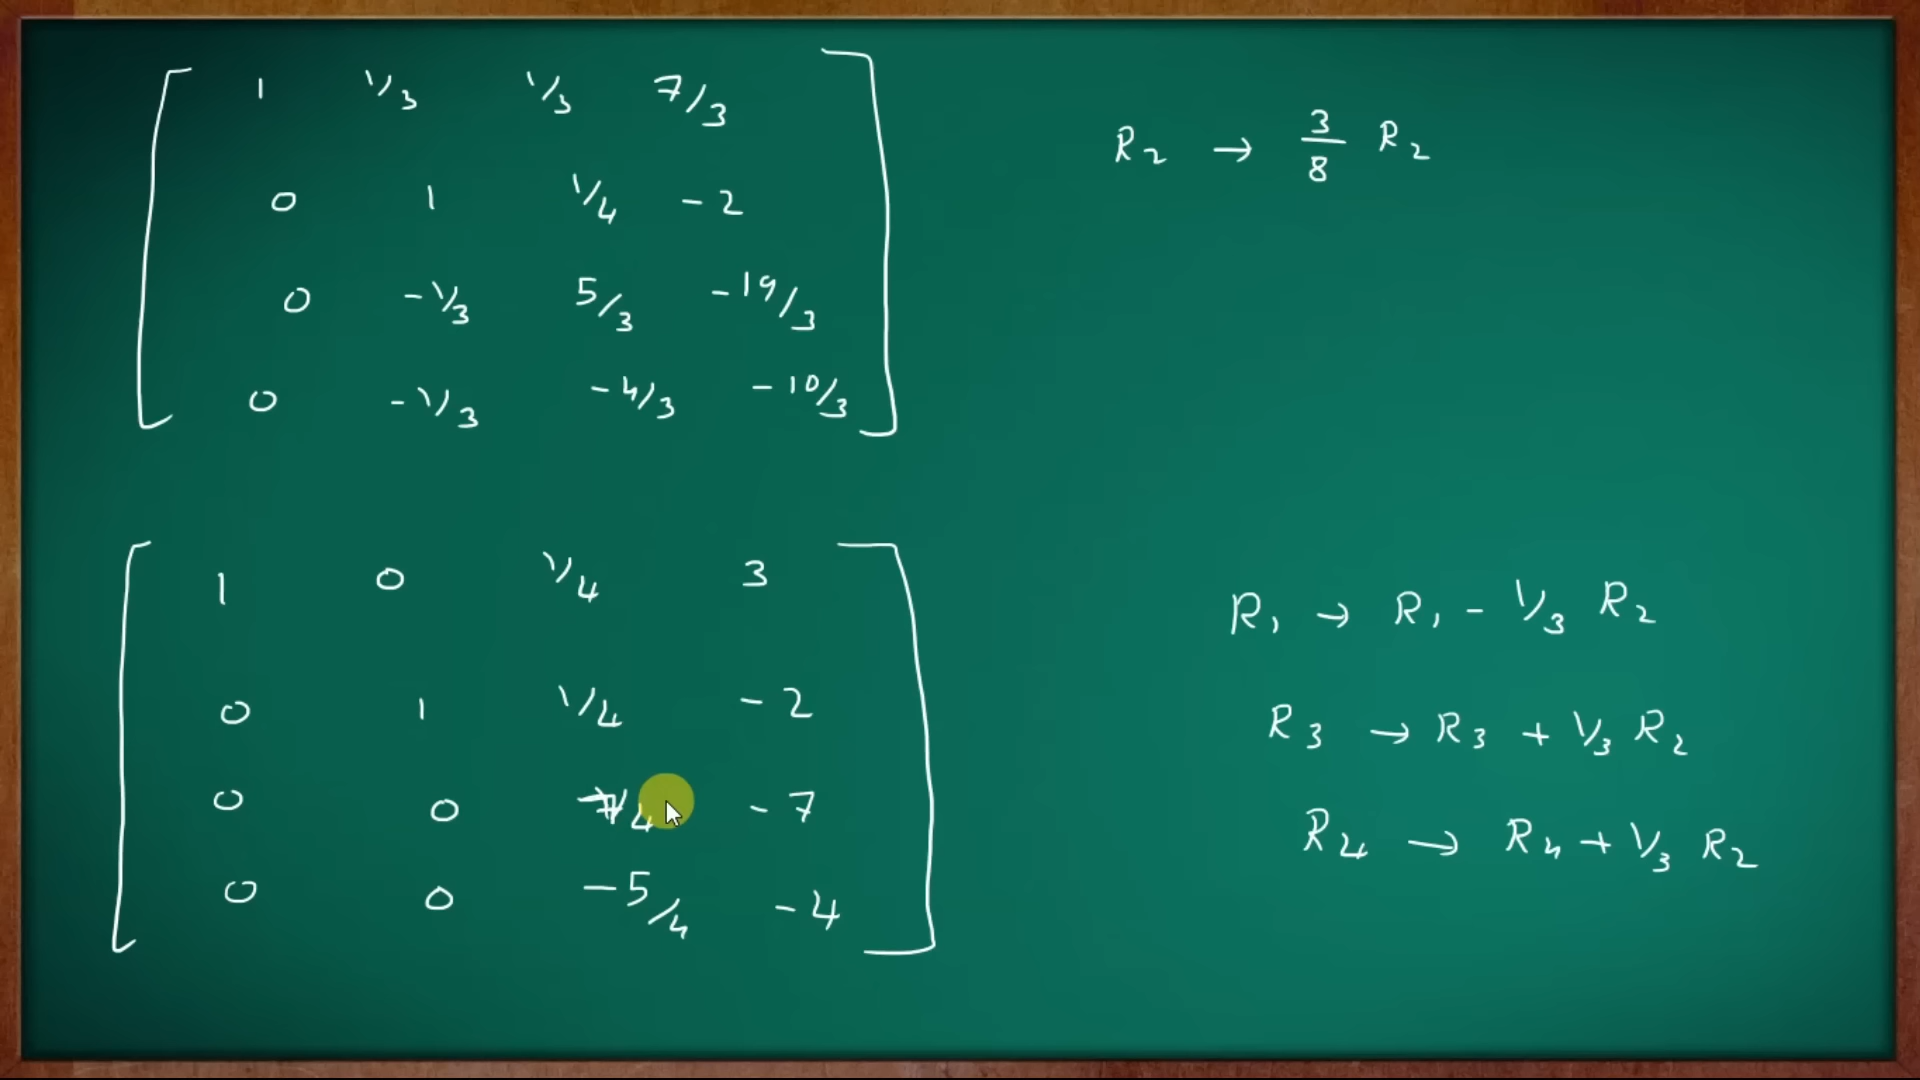 1 1/3 1/3 7/3
R2 → 3/8 R2
0 1 1/4 -2
0 -1/3 5/3 -19/3
0 -1/3 -4/3 -10/3
1 0 1/4 3
R1 → R1 - 1/3 R2
0 1 1/4 -2
R3 → R3 + 1/3 R2
0 0 7/4 -7
R4 → R4 + 1/3 R2
0 0 -5/4 -4